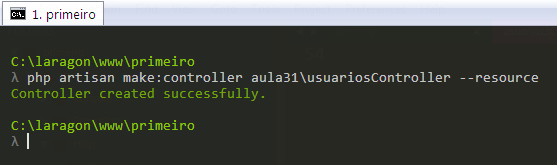 1. primeiro
C:\laragon\www\primeiro
λ php artisan make:controller aula31\usuariosController --resource
Controller created successfully.
C:\laragon\www\primeiro
λ